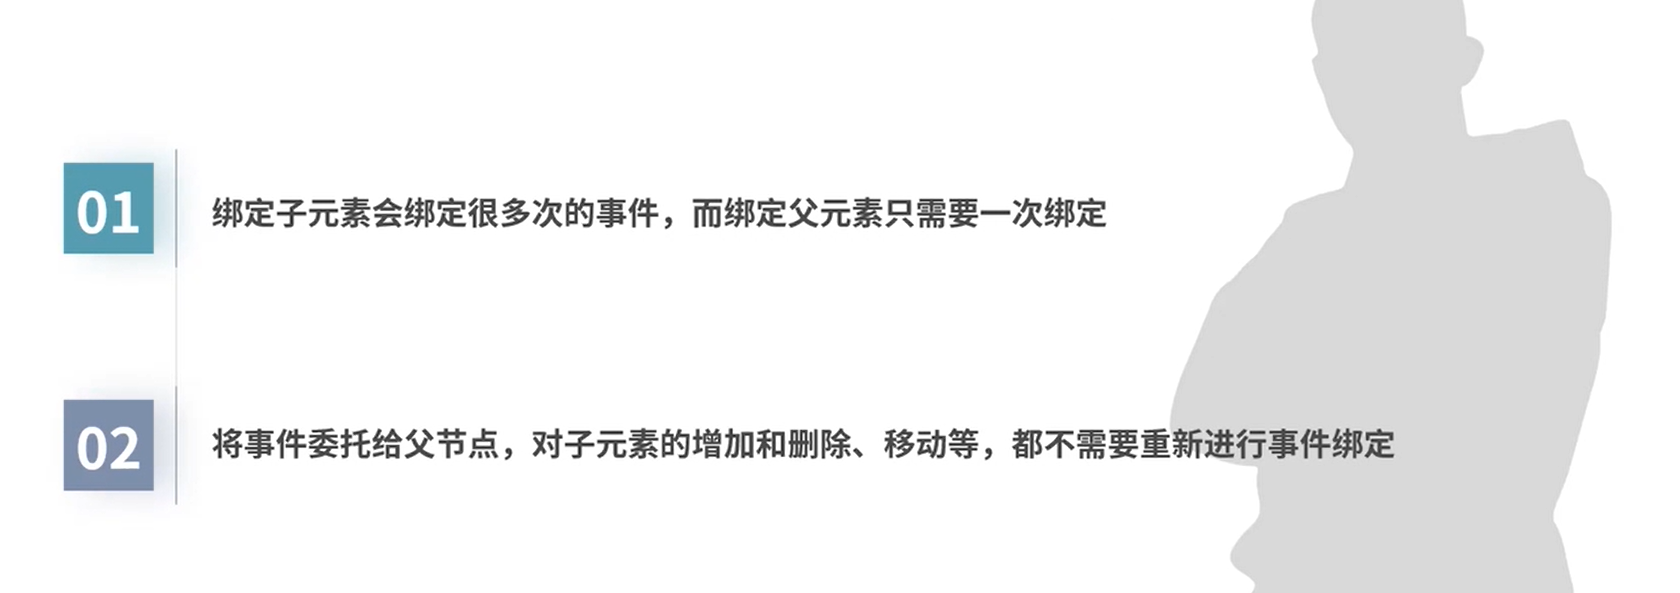 01
绑定子元素会绑定很多次的事件，而绑定父元素只需要一次绑定
02
将事件委托给父节点，对子元素的增加和删除、移动等，都不需要重新进行事件绑定